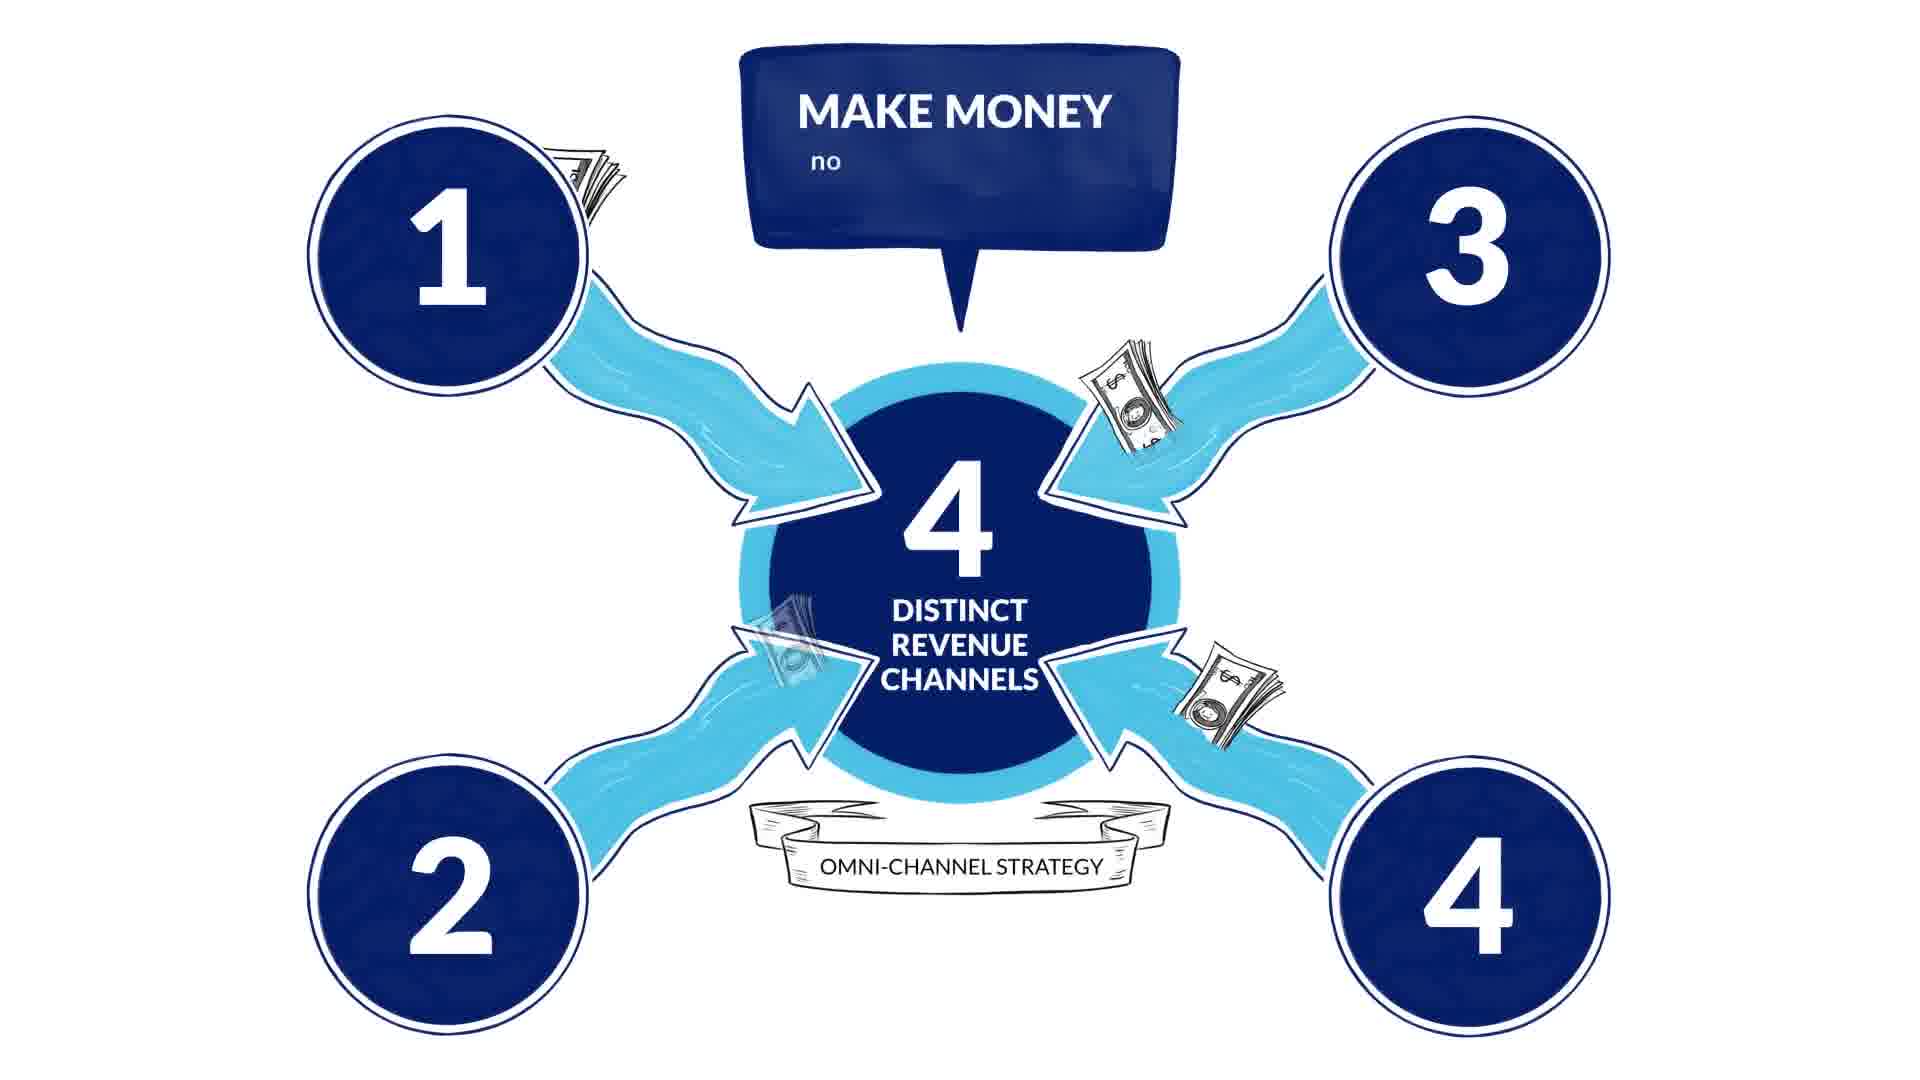 MAKE MONEY
no
1
3
4
DISTINCT
REVENUE
CHANNELS
OMNI-CHANNEL STRATEGY
2
4